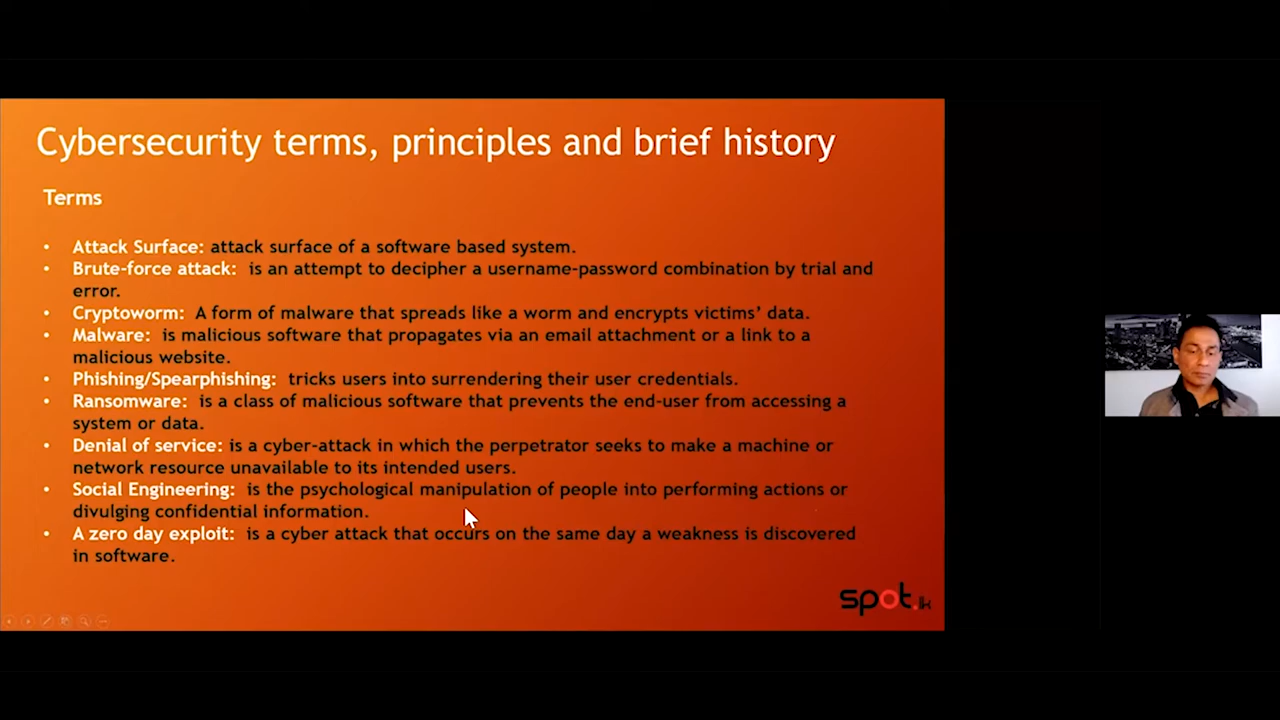 Cybersecurity terms, principles and brief history
Terms
• Attack Surface: attack surface of a software based system.
• Brute-force attack: is an attempt to decipher a username-password combination by trial and
error.
• Cryptoworm: A form of malware that spreads like a worm and encrypts victims' data.
• Malware: is malicious software that propagates via an email attachment or a link to a
malicious website.
• Phishing/Spearphishing: tricks users into surrendering their user credentials.
• Ransomware: is a class of malicious software that prevents the end-user from accessing a
system or data.
• Denial of service: is a cyber-attack in which the perpetrator seeks to make a machine or
network resource unavailable to its intended users.
• Social Engineering: is the psychological manipulation of people into performing actions or
divulging confidential information.
• A zero day exploit: is a cyber attack that occurs on the same day a weakness is discovered
in software.
spot.lk